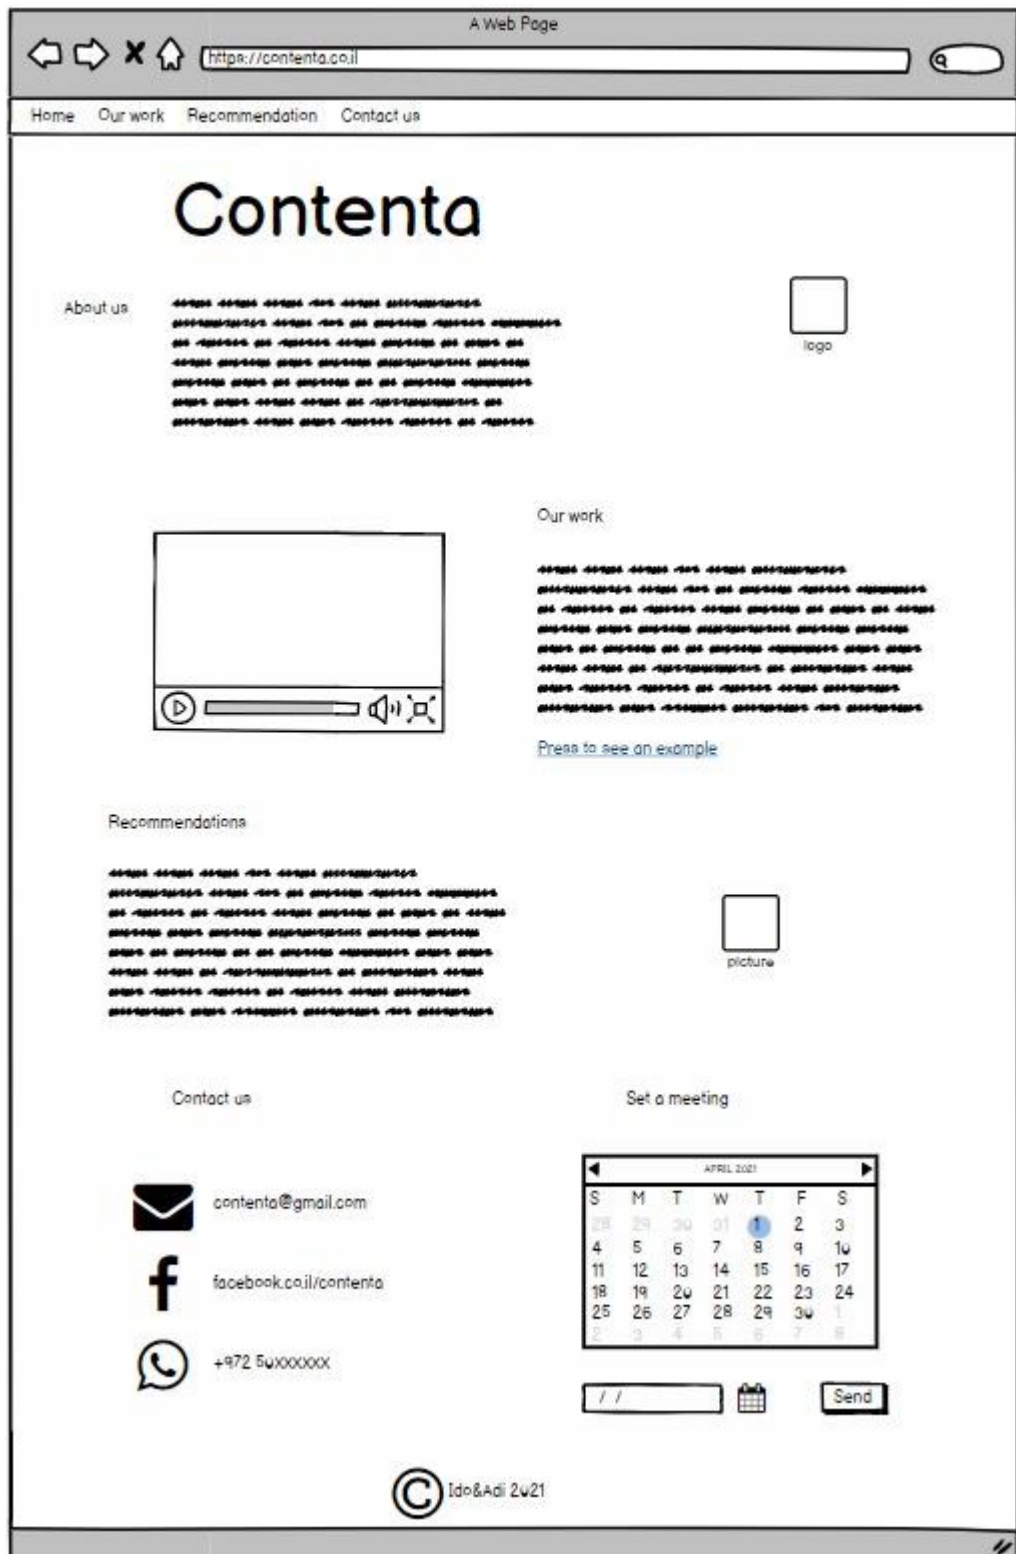 A Web Page
https://contenta.co.il
Home Our work Recommendation Contact us
Contenta
About us
logo
Our work
Press to see an example
Recommendations
picture
Contact us
contenta@gmail.com
facebook.co.il/contenta
+972 50XXXXXX
Set a meeting
APRIL 2021
S M T W T F S
28 29 30 31 1 2 3
4 5 6 7 8 9 10
11 12 13 14 15 16 17
18 19 20 21 22 23 24
25 26 27 28 29 30 1
2 3 4 5 6 7 8
/ /
Send
© Ido&Adi 2021